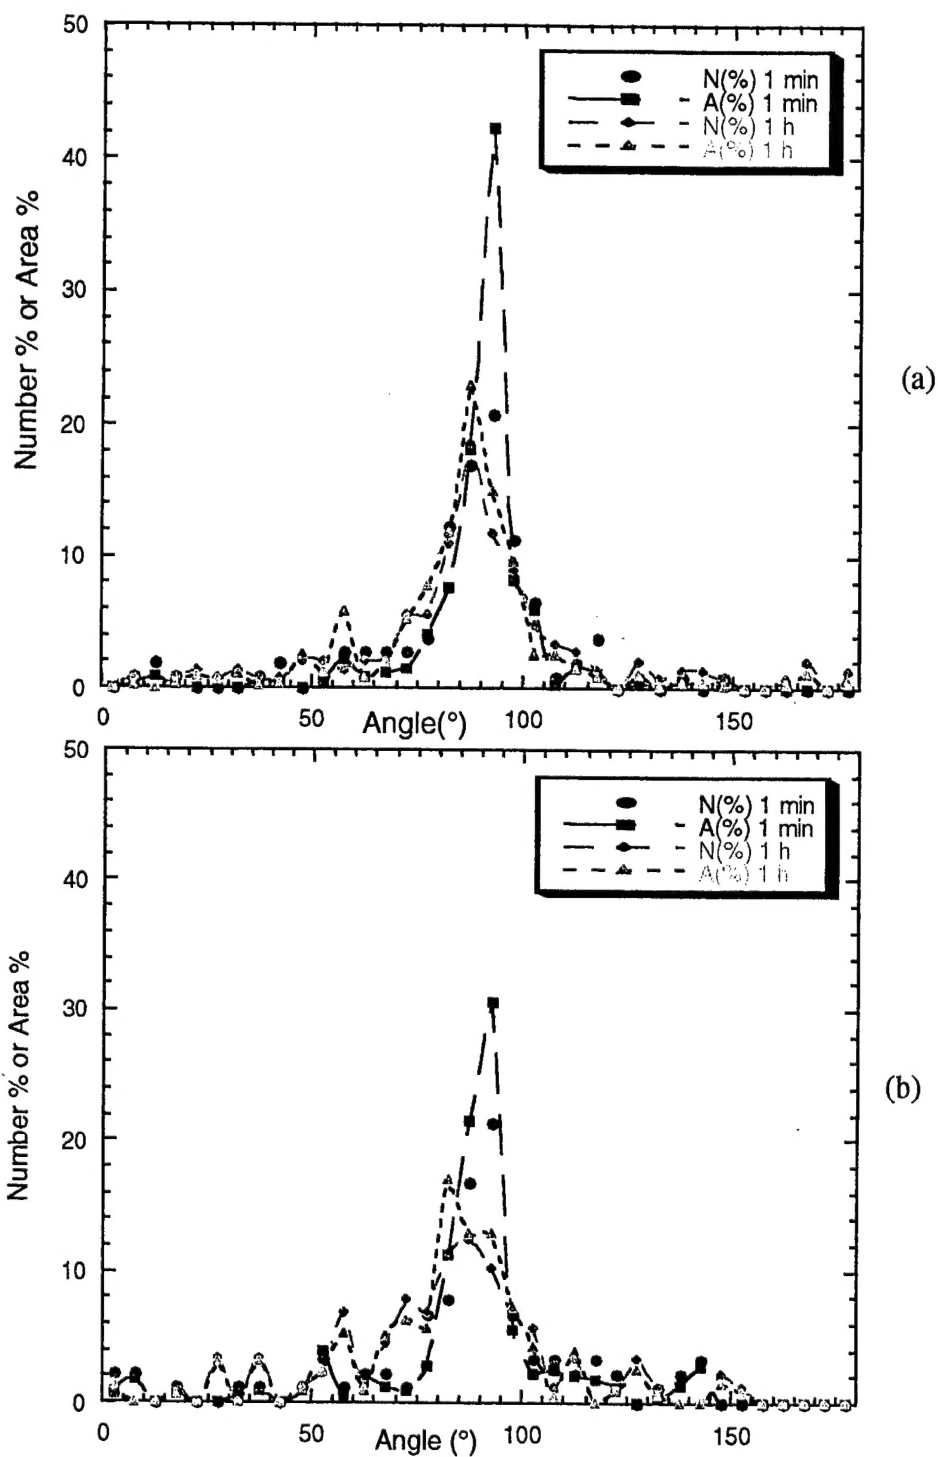 50
40
30
20
10
0
Number % or Area %
N(%) 1 min
A(%) 1 min
N(%) 1 h
A(%) 1 h
(a)
0 50 100 150
Angle(°)
50
40
30
20
10
0
Number % or Area %
N(%) 1 min
A(%) 1 min
N(%) 1 h
A(%) 1 h
(b)
0 50 100 150
Angle (°)